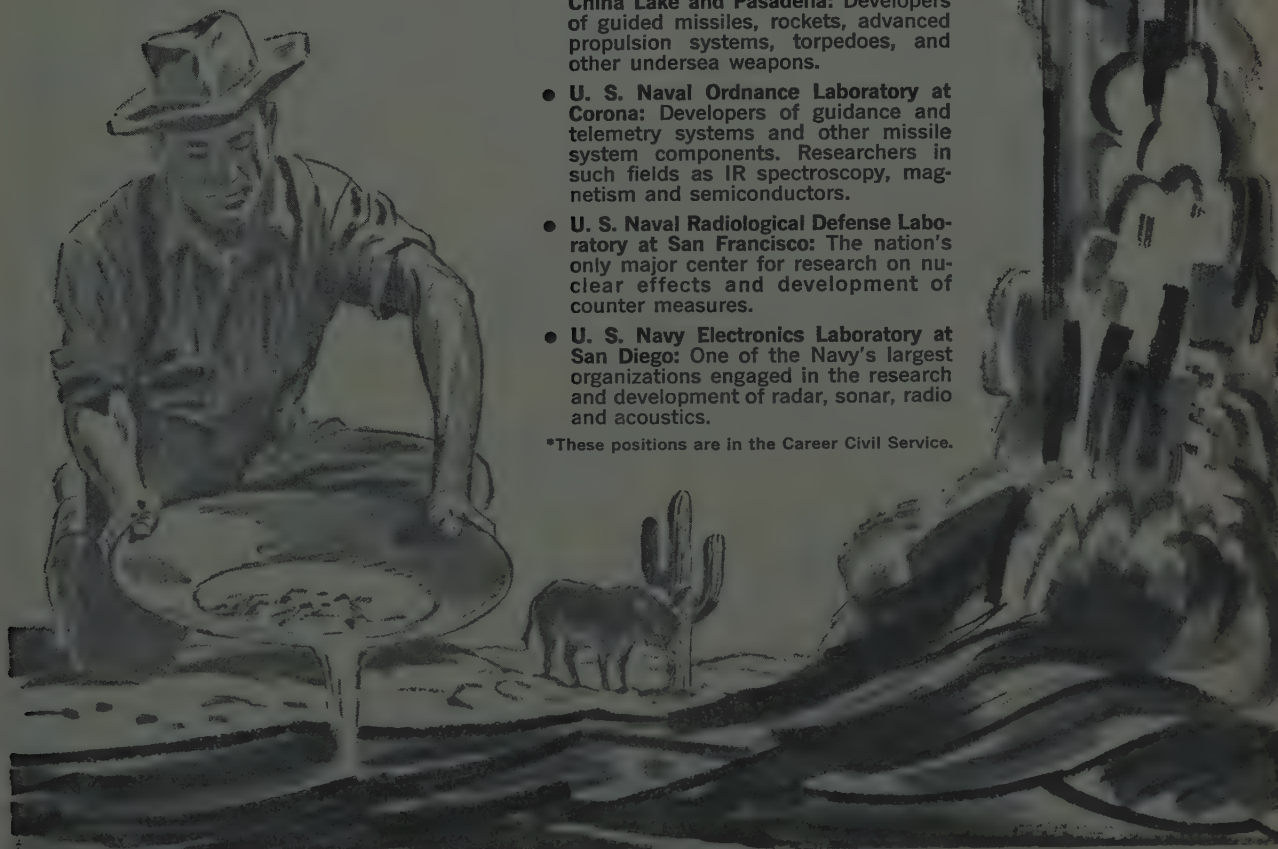 China Lake and Pasadena: Developers
of guided missiles, rockets, advanced
propulsion systems, torpedoes, and
other undersea weapons.
● U. S. Naval Ordnance Laboratory at
Corona: Developers of guidance and
telemetry systems and other missile
system components. Researchers in
such fields as IR spectroscopy, mag-
netism and semiconductors.
● U. S. Naval Radiological Defense Labo-
ratory at San Francisco: The nation's
only major center for research on nu-
clear effects and development of
counter measures.
● U. S. Navy Electronics Laboratory at
San Diego: One of the Navy's largest
organizations engaged in the research
and development of radar, sonar, radio
and acoustics.
*These positions are in the Career Civil Service.